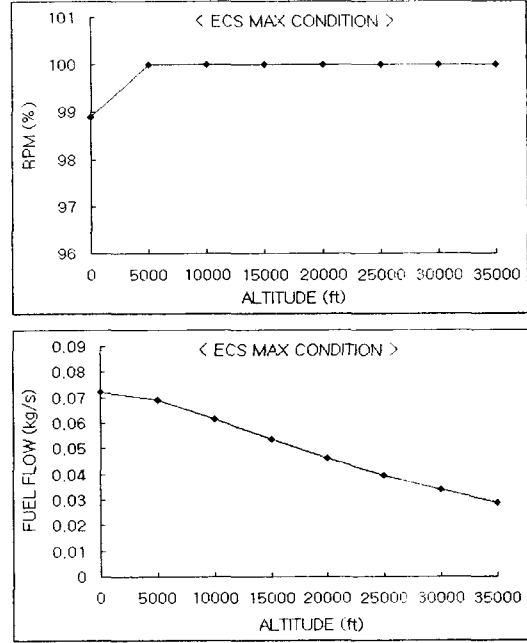 < ECS MAX CONDITION >
101
100
99
98
97
96
RPM (%)
0 5000 10000 15000 20000 25000 30000 35000
ALTITUDE (ft)
< ECS MAX CONDITION >
0.09
0.08
0.07
0.06
0.05
0.04
0.03
0.02
0.01
0
FUEL FLOW (kg/s)
0 5000 10000 15000 20000 25000 30000 35000
ALTITUDE (ft)